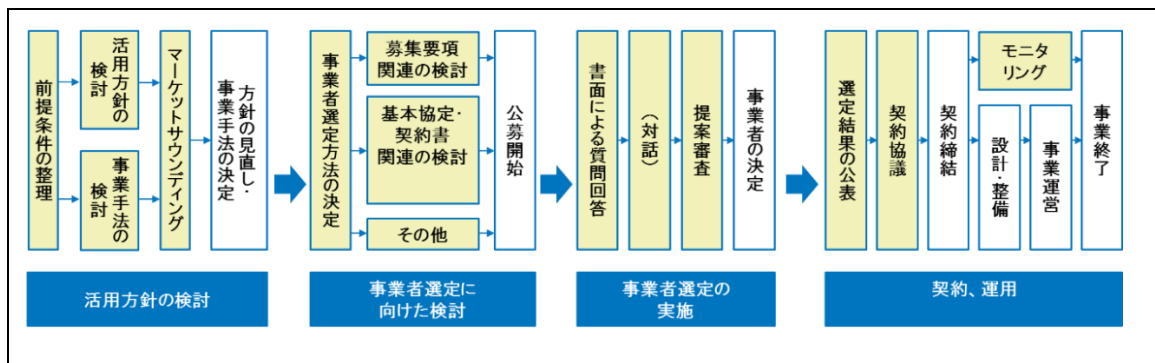 前提条件の整理
活用方針の
検討
事業手法の
検討
マーケットサウンディング
方針の見直し・
事業手法の決定
活用方針の検討
事業者選定方法の決定
募集要項
関連の検討
基本協定・
契約書
関連の検討
その他
公募開始
事業者選定に
向けた検討
書面による質問回答
（対話）
提案審査
事業者の決定
事業者選定の
実施
選定結果の公表
契約協議
契約締結
モニタ
リング
設計・整備
事業運営
事業終了
契約、運用